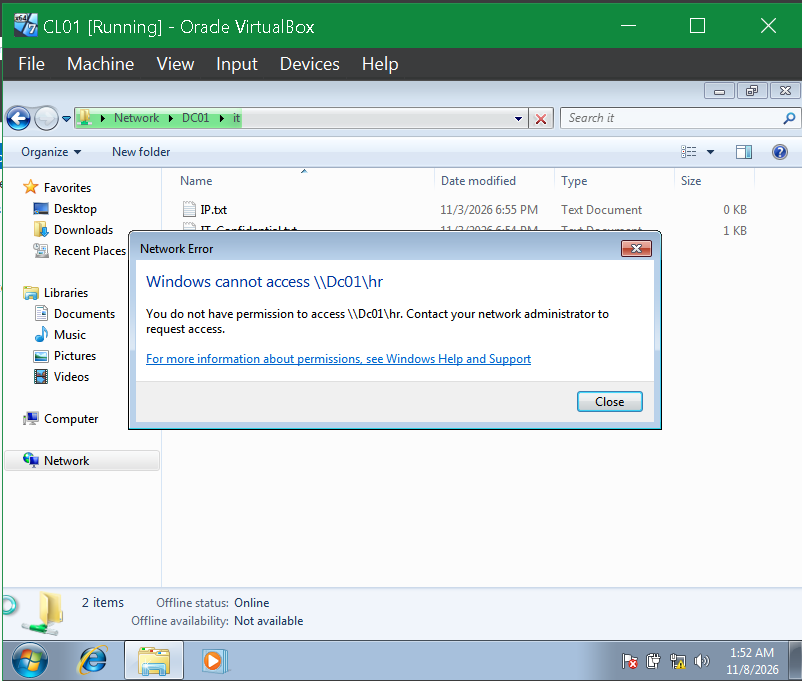 CL01 [Running] - Oracle VirtualBox
File Machine View Input Devices Help
Network DC01 it
Search it
Organize New folder
Name Date modified Type Size
Favorites
Desktop
Downloads
Recent Places
Libraries
Documents
Music
Pictures
Videos
Computer
Network
IP.txt 11/3/2026 6:55 PM Text Document 0 KB
IT_Confidential.txt 11/3/2026 6:54 PM Text Document 1 KB
Network Error
Windows cannot access \\Dc01\hr
You do not have permission to access \\Dc01\hr. Contact your network administrator to
request access.
For more information about permissions, see Windows Help and Support
Close
2 items Offline status: Online
Offline availability: Not available
1:52 AM
11/8/2026